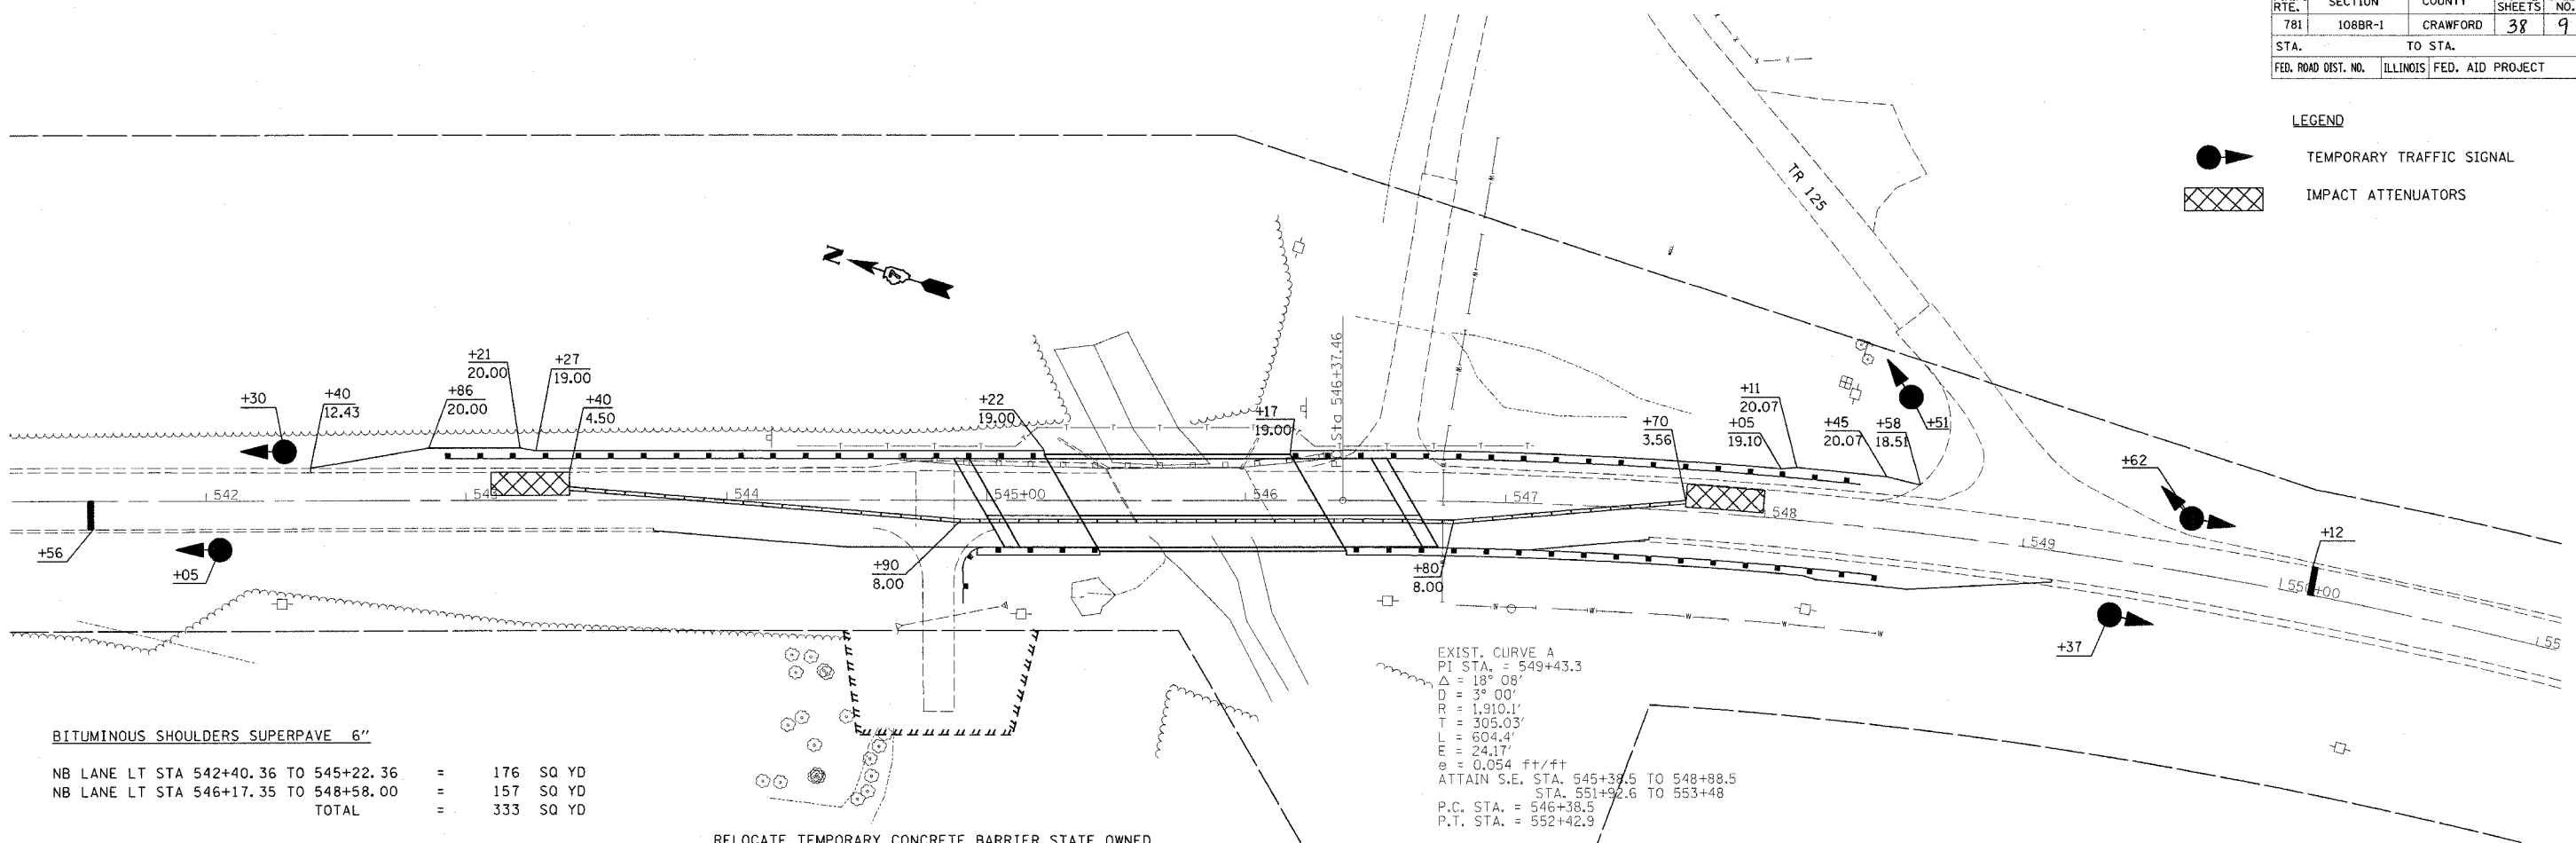 RTE. SECTION COUNTY SHEETS NO.
781 108BR-1 CRAWFORD 38 9
STA. TO STA.
FED. ROAD DIST. NO. ILLINOIS FED. AID PROJECT
LEGEND
TEMPORARY TRAFFIC SIGNAL
IMPACT ATTENUATORS
TR 125
N
7
Sta 546+37.46
+30
+40
12.43
+86
20.00
+21
20.00
+27
19.00
+40
4.50
+22
19.00
+17
19.00
+70
3.56
+05
19.10
+11
20.07
+45
20.07
+58
18.51
+51
+62
+12
542
543
544
545+00
546
547
548
549
550+00
55
+56
+05
+90
8.00
+80
8.00
+37
EXIST. CURVE A
PI STA. = 549+43.3
Δ = 18° 08'
D = 3° 00'
R = 1,910.1'
T = 305.03'
L = 604.4'
E = 24.17'
e = 0.054 ft/ft
ATTAIN S.E. STA. 545+38.5 TO 548+88.5
STA. 551+92.6 TO 553+48
P.C. STA. = 546+38.5
P.T. STA. = 552+42.9
BITUMINOUS SHOULDERS SUPERPAVE 6"
NB LANE LT STA 542+40.36 TO 545+22.36 = 176 SQ YD
NB LANE LT STA 546+17.35 TO 548+58.00 = 157 SQ YD
TOTAL = 333 SQ YD
RELOCATE TEMPORARY CONCRETE BARRIER STATE OWNED